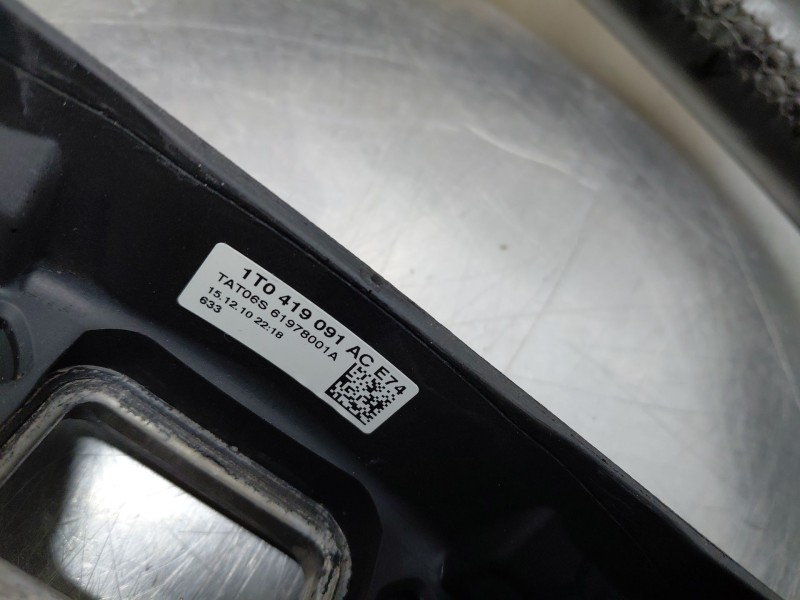 1T0 419 091 AC E74
TAT06S 61978001A
15.12.10 22:18
633